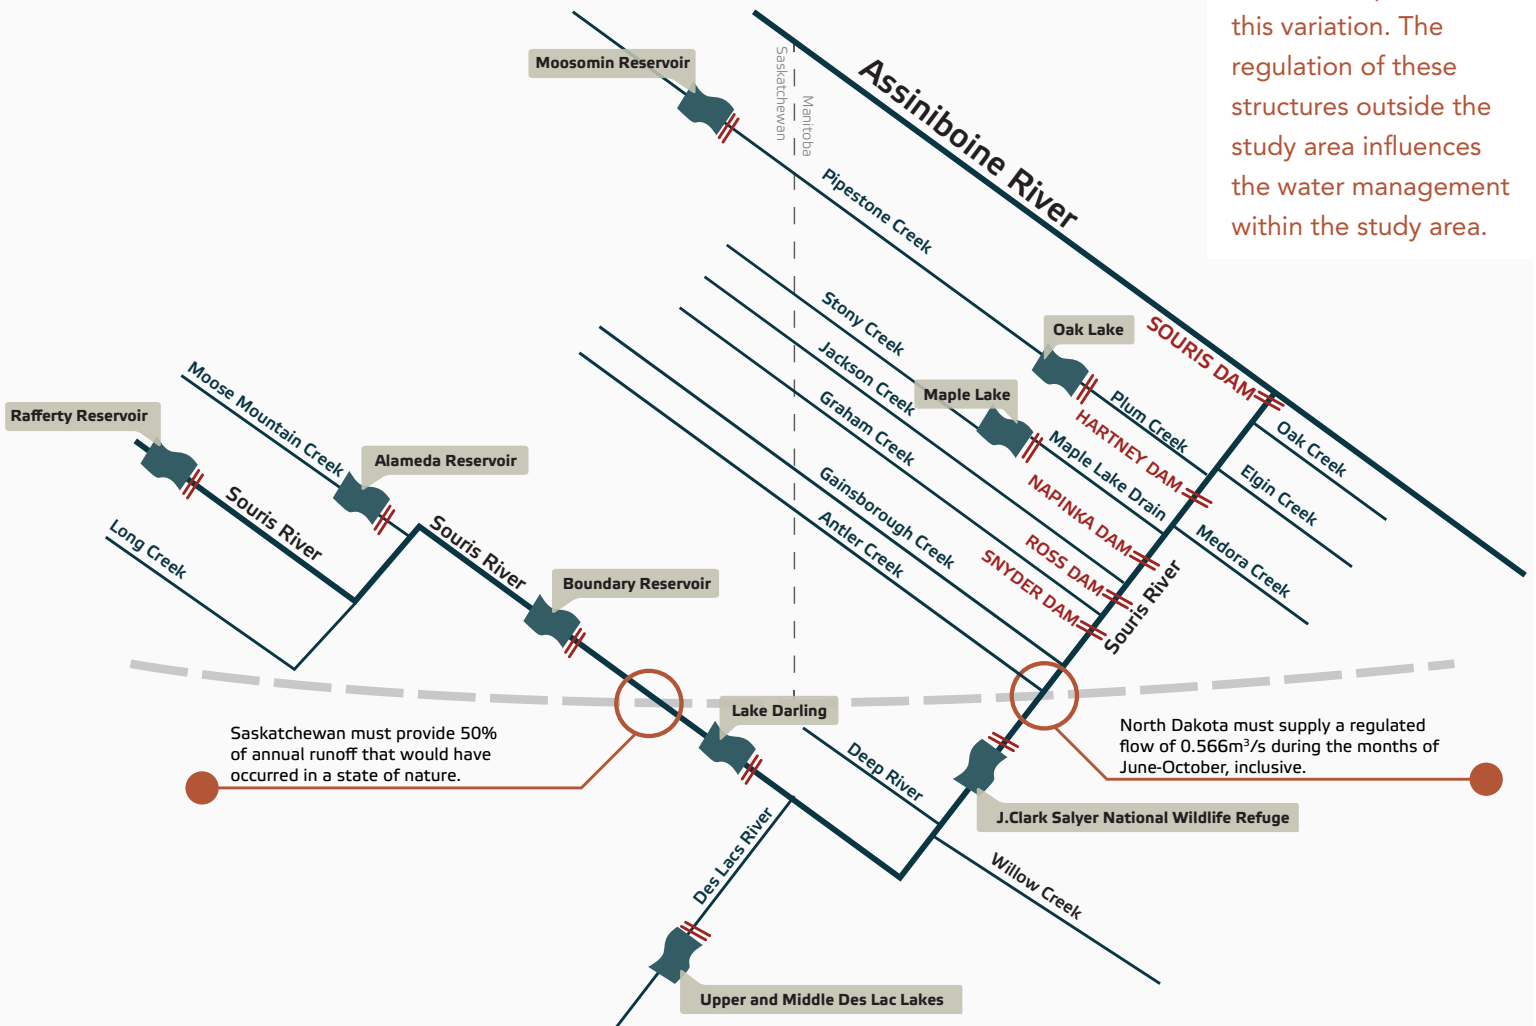 this variation. The
regulation of these
structures outside the
study area influences
the water management
within the study area.
Moosomin Reservoir
Saskatchewan
Manitoba
Assiniboine River
Pipestone Creek
Stony Creek
Jackson Creek
Graham Creek
Gainsborough Creek
Antler Creek
Oak Lake
Maple Lake
SOURIS DAM
Plum Creek
HARTNEY DAM
Maple Lake Drain
NAPINKA DAM
ROSS DAM
SNYDER DAM
Oak Creek
Elgin Creek
Medora Creek
Souris River
Moose Mountain Creek
Rafferty Reservoir
Alameda Reservoir
Souris River
Long Creek
Souris River
Boundary Reservoir
Lake Darling
Saskatchewan must provide 50%
of annual runoff that would have
occurred in a state of nature.
North Dakota must supply a regulated
flow of 0.566m³/s during the months of
June-October, inclusive.
Deep River
J.Clark Salyer National Wildlife Refuge
Des Lacs River
Willow Creek
Upper and Middle Des Lac Lakes